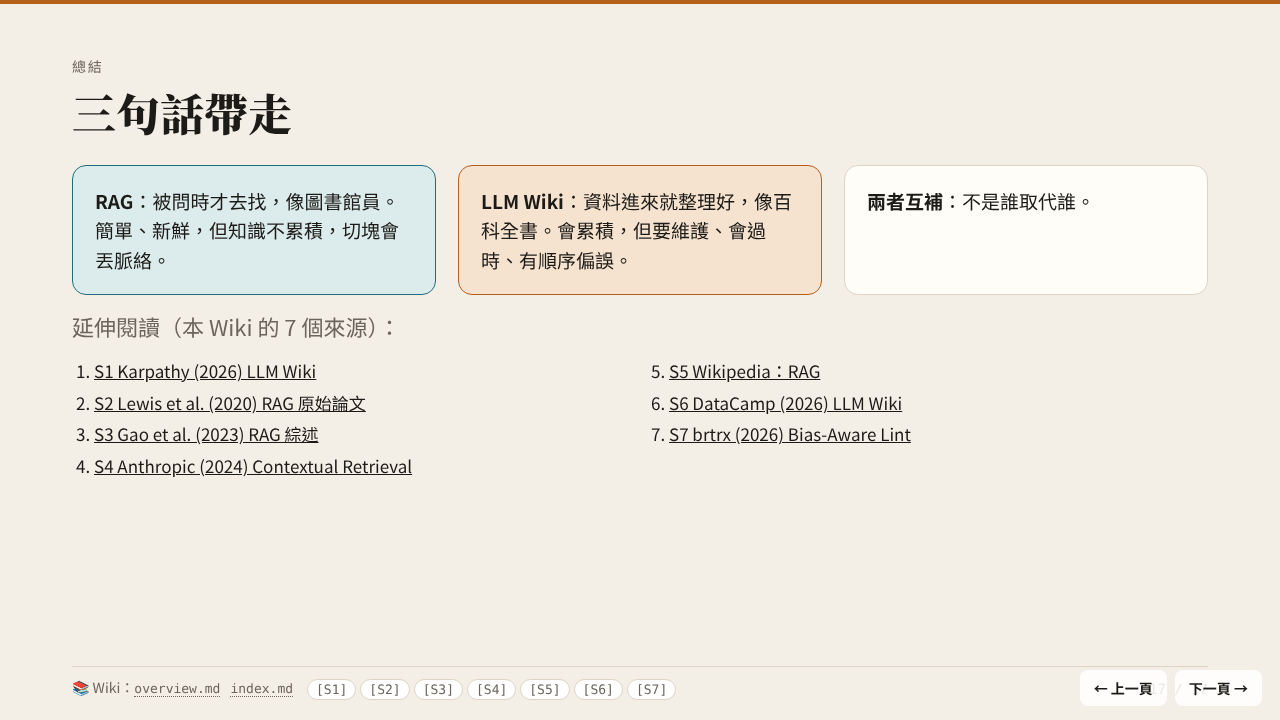 總結
三句話帶走
RAG：被問時才去找，像圖書館員。
簡單、新鮮，但知識不累積，切塊會
丟脈絡。
LLM Wiki：資料進來就整理好，像百
科全書。會累積，但要維護、會過
時、有順序偏誤。
兩者互補：不是誰取代誰。
延伸閱讀（本 Wiki 的 7 個來源）：
1. S1 Karpathy (2026) LLM Wiki
2. S2 Lewis et al. (2020) RAG 原始論文
3. S3 Gao et al. (2023) RAG 綜述
4. S4 Anthropic (2024) Contextual Retrieval
5. S5 Wikipedia：RAG
6. S6 DataCamp (2026) LLM Wiki
7. S7 brtrx (2026) Bias-Aware Lint
📚 Wiki：overview.md index.md [S1] [S2] [S3] [S4] [S5] [S6] [S7]
← 上一頁 下一頁 →